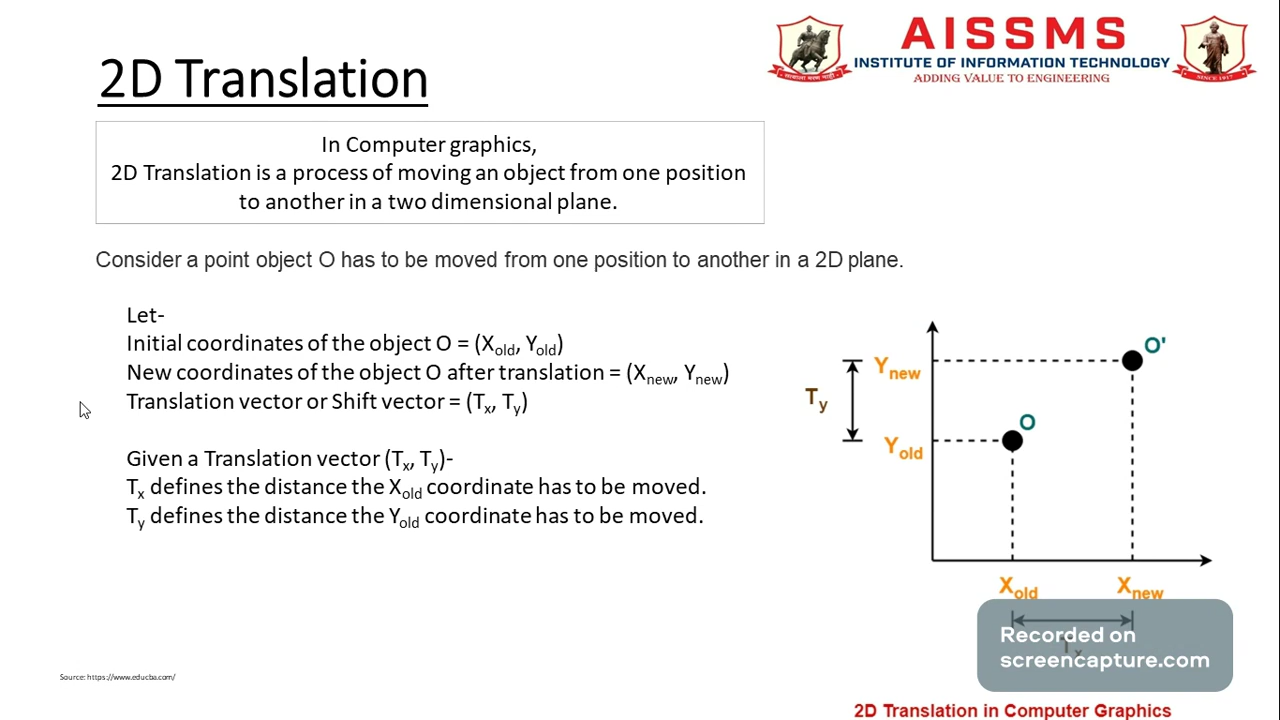 AISSMS
INSTITUTE OF INFORMATION TECHNOLOGY
ADDING VALUE TO ENGINEERING
SINCE 1917
2D Translation
In Computer graphics,
2D Translation is a process of moving an object from one position
to another in a two dimensional plane.
Consider a point object O has to be moved from one position to another in a 2D plane.
Let-
Initial coordinates of the object O = (Xold, Yold)
New coordinates of the object O after translation = (Xnew, Ynew)
Translation vector or Shift vector = (Tx, Ty)
Given a Translation vector (Tx, Ty)-
Tx defines the distance the Xold coordinate has to be moved.
Ty defines the distance the Yold coordinate has to be moved.
O'
Ynew
Ty
O
Yold
Xold Xnew
Tx
Recorded on
screencapture.com
Source: https://www.educba.com/
2D Translation in Computer Graphics